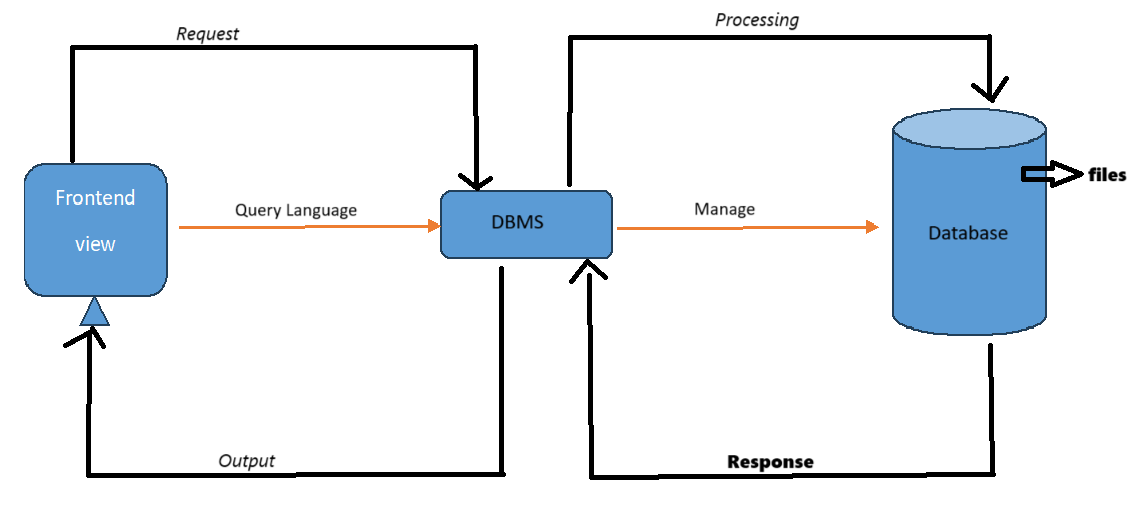 Request
Processing
Frontend
view
Query Language
DBMS
Manage
Database
files
Output
Response